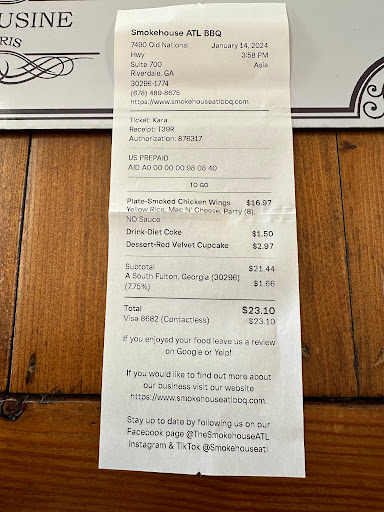 USINE
RIS
Smokehouse ATL BBQ
7490 Old National January 14, 2024
Hwy 3:58 PM
Suite 700 Asia
Riverdale, GA
30296-1774
(678) 489-8675
https://www.smokehouseatlbbq.com
Ticket: Kara
Receipt: T39R
Authorization: 876317
US PREPAID
AID A0 00 00 00 98 08 40
TO GO
Plate-Smoked Chicken Wings $16.97
Yellow Rice, Mac N' Cheese, Party (8),
NO Sauce
Drink-Diet Coke $1.50
Dessert-Red Velvet Cupcake $2.97
Subtotal $21.44
A South Fulton, Georgia (30296) $1.66
(7.75%)
Total $23.10
Visa 8682 (Contactless) $23.10
If you enjoyed your food leave us a review
on Google or Yelp!
If you would like to find out more about
our business visit our website
https://www.smokehouseatlbbq.com.
Stay up to date by following us on our
Facebook page @TheSmokehouseATL
Instagram & TikTok @Smokehouseatl